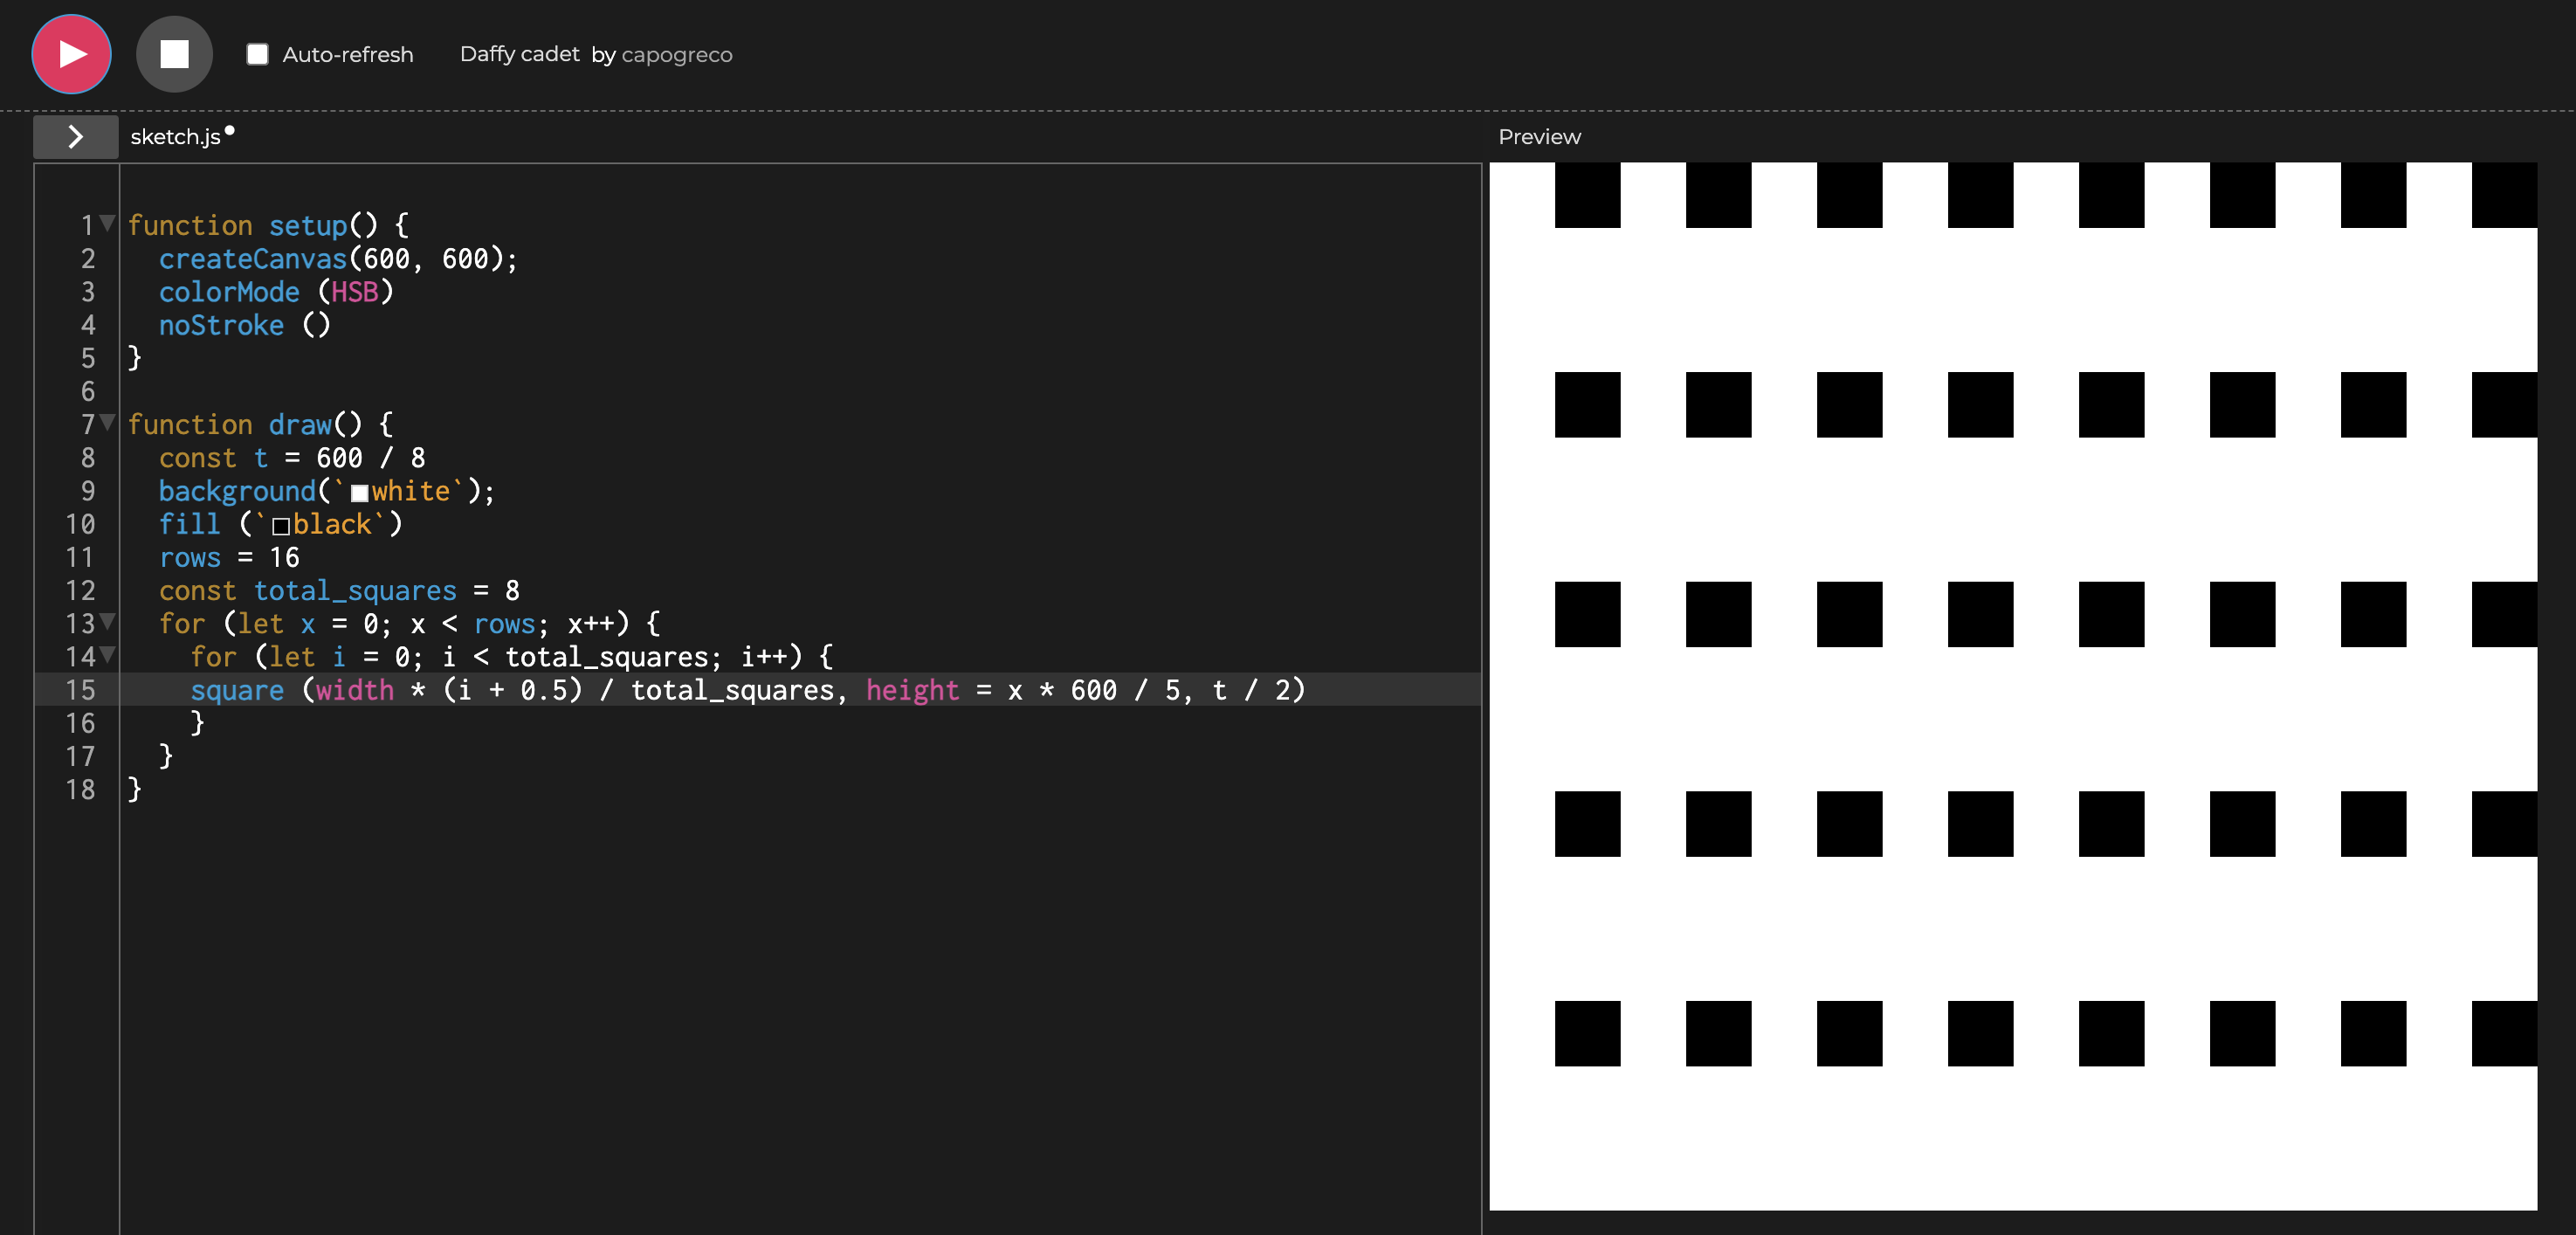 Auto-refresh Daffy cadet by capogreco
sketch.js
Preview
1 function setup() {
2 createCanvas(600, 600);
3 colorMode (HSB)
4 noStroke ()
5 }
6
7 function draw() {
8 const t = 600 / 8
9 background(`white`);
10 fill (`black`)
11 rows = 16
12 const total_squares = 8
13 for (let x = 0; x < rows; x++) {
14 for (let i = 0; i < total_squares; i++) {
15 square (width * (i + 0.5) / total_squares, height = x * 600 / 5, t / 2)
16 }
17 }
18 }